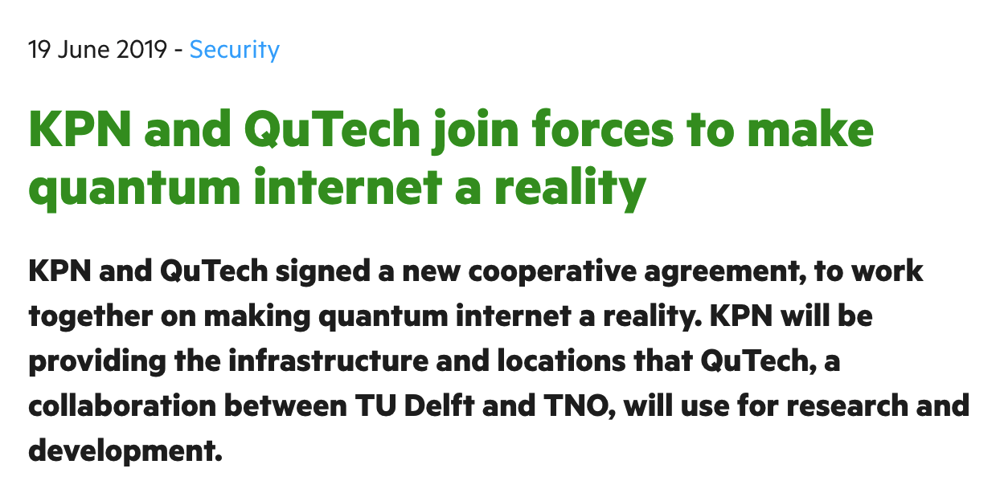 19 June 2019 - Security
KPN and QuTech join forces to make
quantum internet a reality
KPN and QuTech signed a new cooperative agreement, to work
together on making quantum internet a reality. KPN will be
providing the infrastructure and locations that QuTech, a
collaboration between TU Delft and TNO, will use for research and
development.